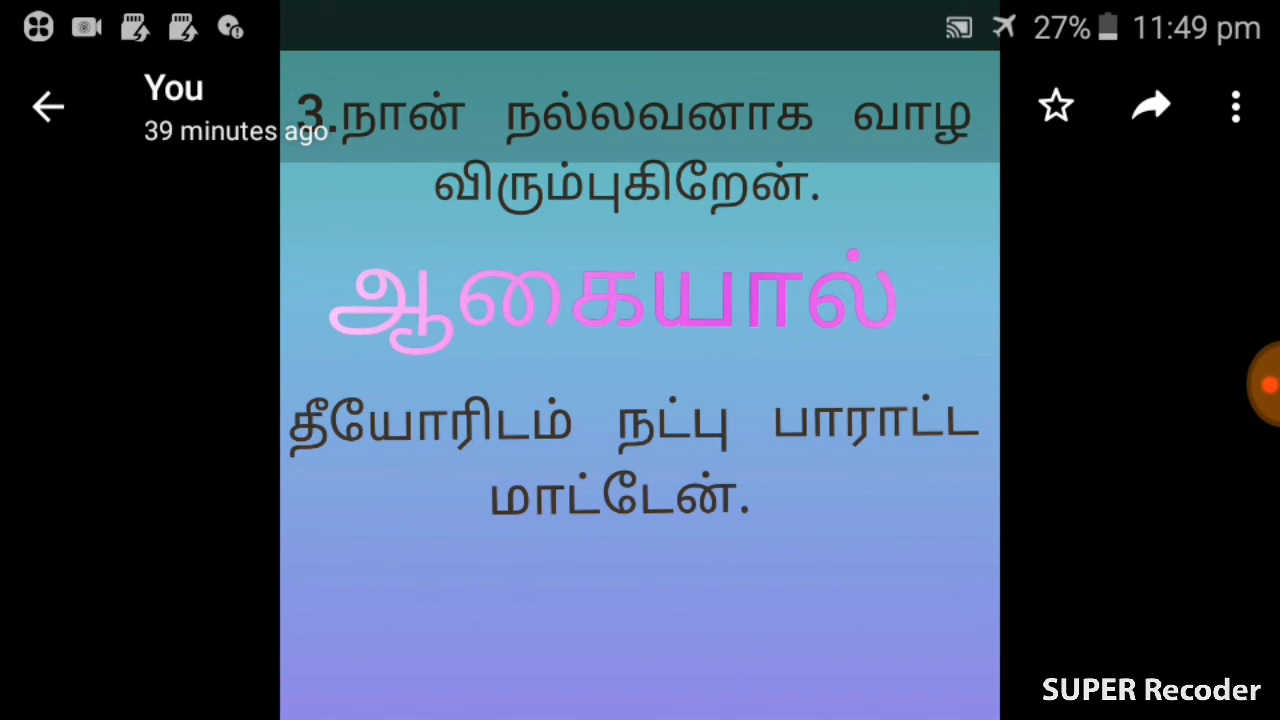 27% 11:49 pm
You
39 minutes ago
3.நான் நல்லவனாக வாழ
விரும்புகிறேன்.
ஆகையால்
தீயோரிடம் நட்பு பாராட்ட
மாட்டேன்.
SUPER Recoder